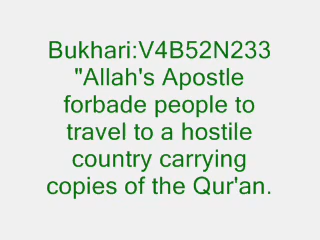 Bukhari:V4B52N233
"Allah's Apostle
forbade people to
travel to a hostile
country carrying
copies of the Qur'an.